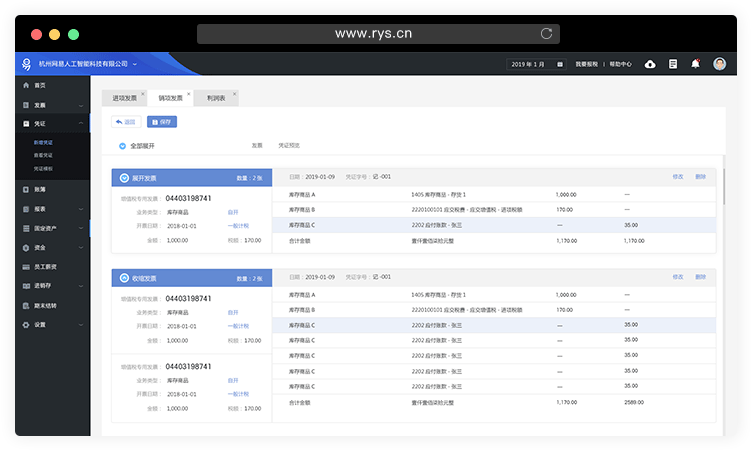 www.rys.cn
杭州网息人工智能科技有限公司
2019 年 1 月 我要报税 | 帮助中心
首页
发票
凭证
新增凭证
查看凭证
凭证模板
账簿
报表
固定资产
资金
员工薪资
进销存
期末结转
设置
进项发票 × 销项发票 × 利润表 ×
返回 保存
全部展开 发票 凭证预览
展开发票 数量:2 张
增值税专用发票: 04403198741
业务类型: 库存商品 自开
开票日期: 2018-01-01 一般计税
金额: 1,000.00 税额:170.00
日期:2019-01-09 凭证字号:记 -001 修改 删除
库存商品 A 1405 库存商品 - 存货 1 1,000.00 —
库存商品 B 2220100101 应交税费 - 应交增值税 - 进项税额 170.00 —
库存商品 C 2202 应付账款 - 张三 — 35.00
合计金额 壹仟壹佰柒拾元整 1,170.00 1,170.00
收缩发票 数量:2 张
增值税专用发票: 04403198741
业务类型: 库存商品 自开
开票日期: 2018-01-01 一般计税
金额: 1,000.00 税额:170.00
增值税专用发票: 04403198741
业务类型: 库存商品 自开
开票日期: 2018-01-01 一般计税
金额: 1,000.00 税额:170.00
日期:2019-01-09 凭证字号:记 -001 修改 删除
库存商品 A 1405 库存商品 - 存货 1 1,000.00 —
库存商品 B 2220100101 应交税费 - 应交增值税 - 进项税额 170.00 —
库存商品 C 2202 应付账款 - 张三 — 35.00
库存商品 C 2202 应付账款 - 张三 — 35.00
库存商品 C 2202 应付账款 - 张三 — 35.00
库存商品 C 2202 应付账款 - 张三 — 35.00
库存商品 C 2202 应付账款 - 张三 — 35.00
合计金额 壹仟壹佰柒拾元整 1,170.00 2589.00